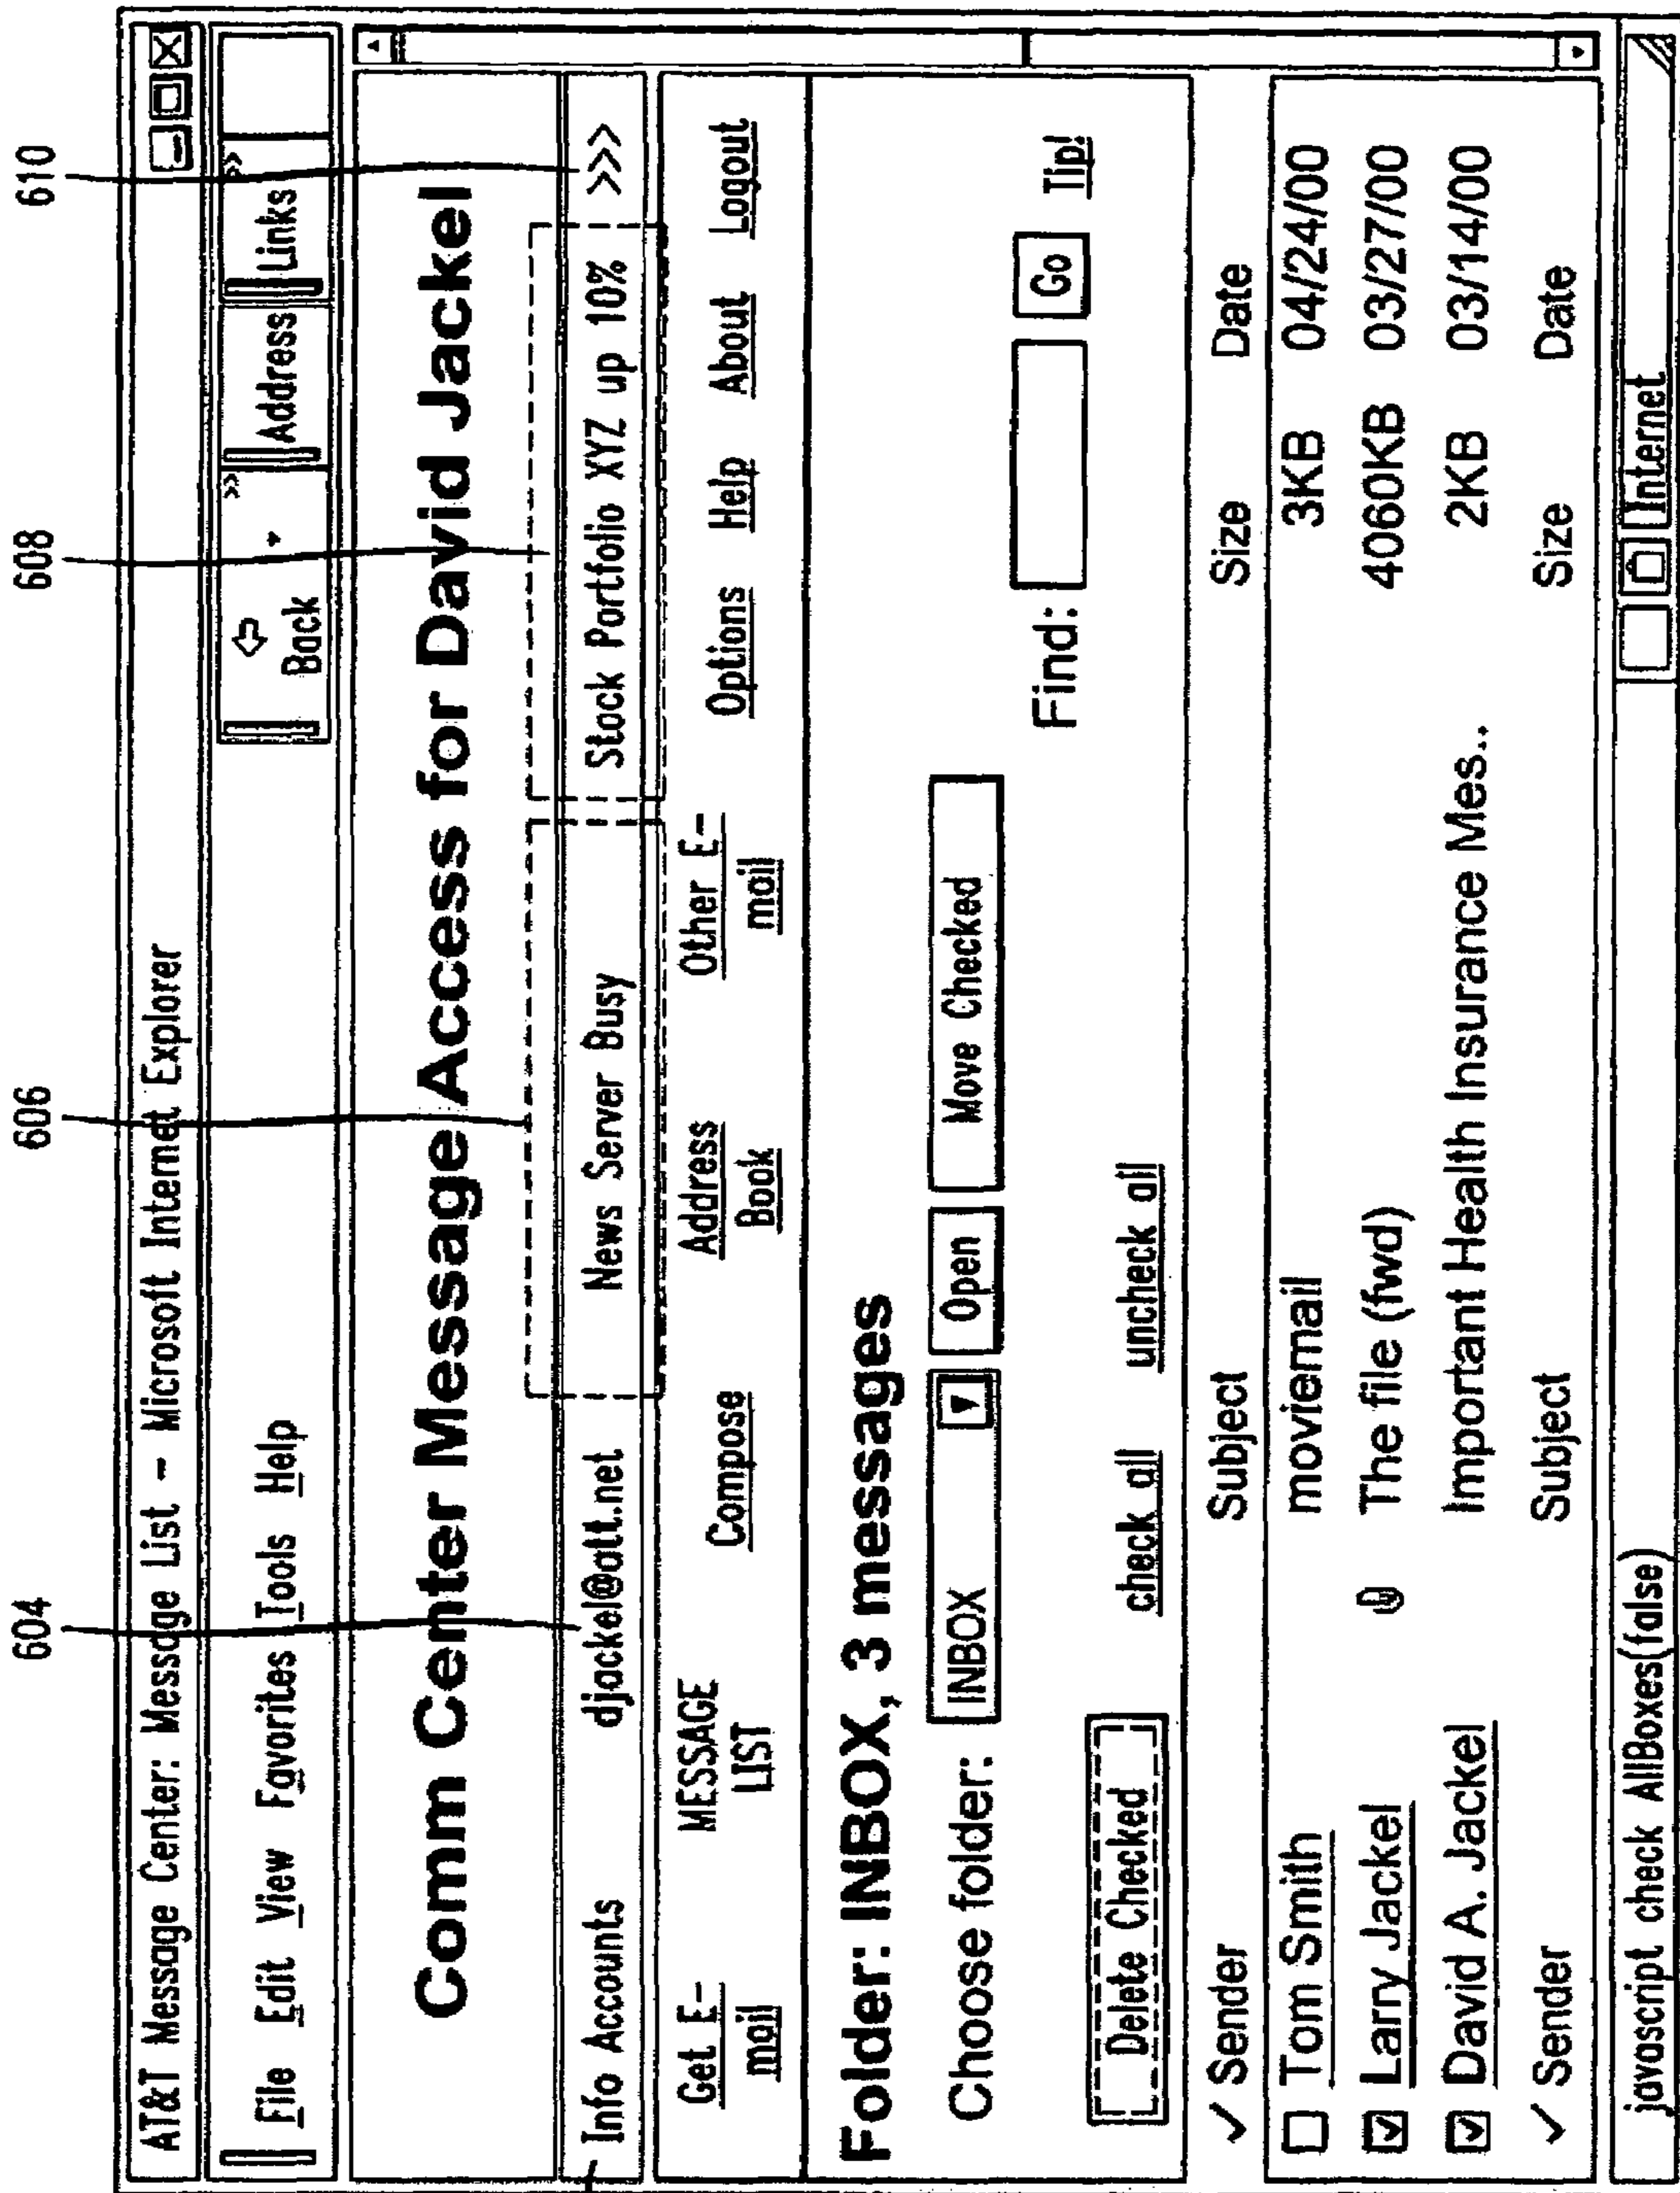 604 606 608 610
AT&T Message Center: Message List - Microsoft Internet Explorer
File Edit View Favorites Tools Help Back Address Links
Comm Center Message Access for David Jackel
Info Accounts djackel@att.net News Server Busy Stock Portfolio XYZ up 10% >>>
Get E-mail MESSAGE LIST Compose Address Book Other E-mail Options Help About Logout
Folder: INBOX, 3 messages
Choose folder: INBOX Open Move Checked
Find: Go Tip!
Delete Checked check all uncheck all
✓ Sender Subject Size Date
Tom Smith moviemail 3KB 04/24/00
Larry Jackel The file (fwd) 4060KB 03/27/00
David A. Jackel Important Health Insurance Mes.. 2KB 03/14/00
✓ Sender Subject Size Date
javascript check AllBoxes(false) Internet